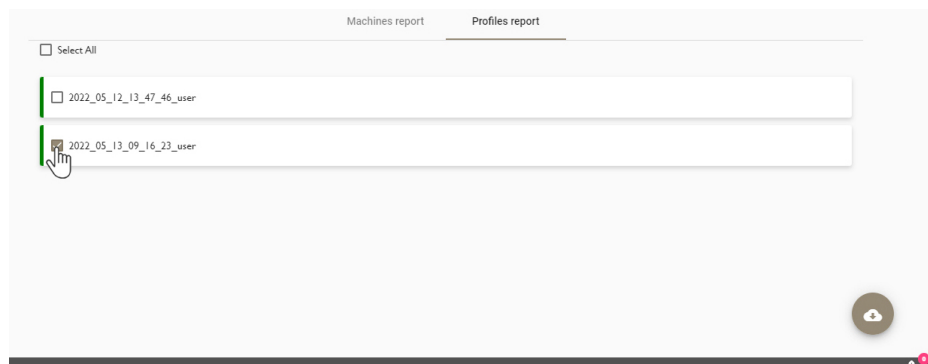 Machines report Profiles report
Select All
2022_05_12_13_47_46_user
2022_05_13_09_16_23_user